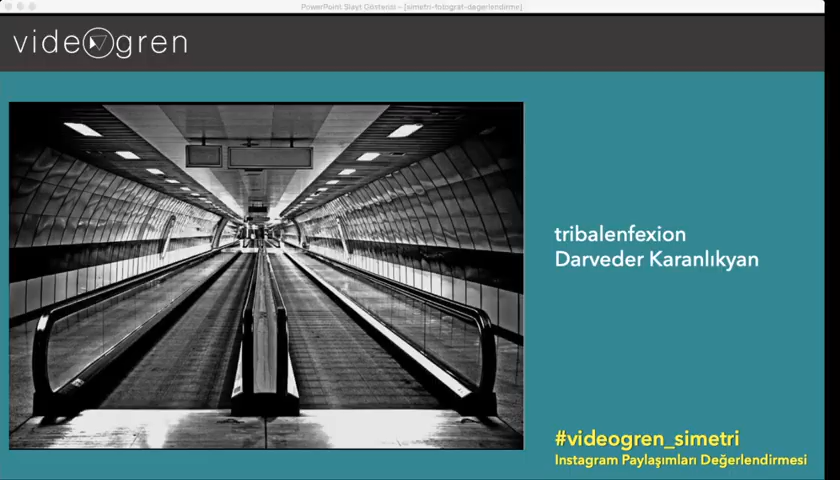 PowerPoint Slayt Gösterisi - [simetri-fotograf-degerlendirme]
videogren
tribalenfexion
Darveder Karanlıkyan
#videogren_simetri
Instagram Paylaşımları Değerlendirmesi